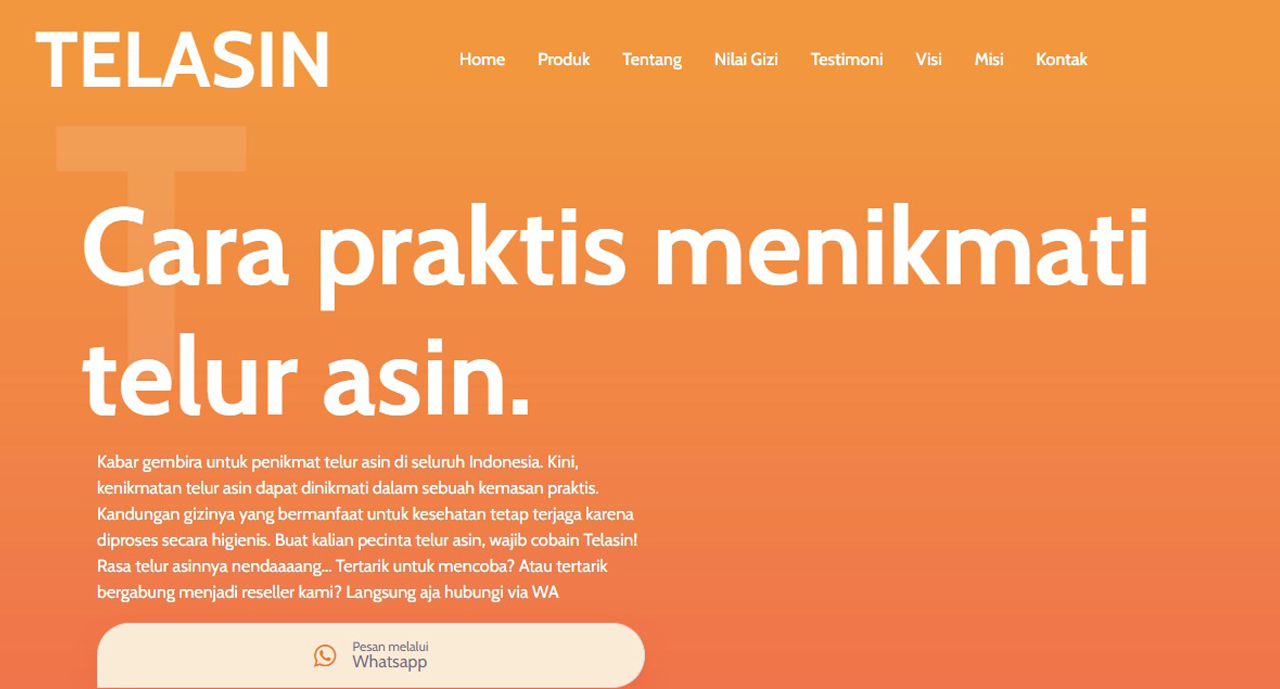 TELASIN
Home Produk Tentang Nilai Gizi Testimoni Visi Misi Kontak
T
Cara praktis menikmati
telur asin.
Kabar gembira untuk penikmat telur asin di seluruh Indonesia. Kini,
kenikmatan telur asin dapat dinikmati dalam sebuah kemasan praktis.
Kandungan gizinya yang bermanfaat untuk kesehatan tetap terjaga karena
diproses secara higienis. Buat kalian pecinta telur asin, wajib cobain Telasin!
Rasa telur asinnya nendaaaang... Tertarik untuk mencoba? Atau tertarik
bergabung menjadi reseller kami? Langsung aja hubungi via WA
Pesan melalui
Whatsapp